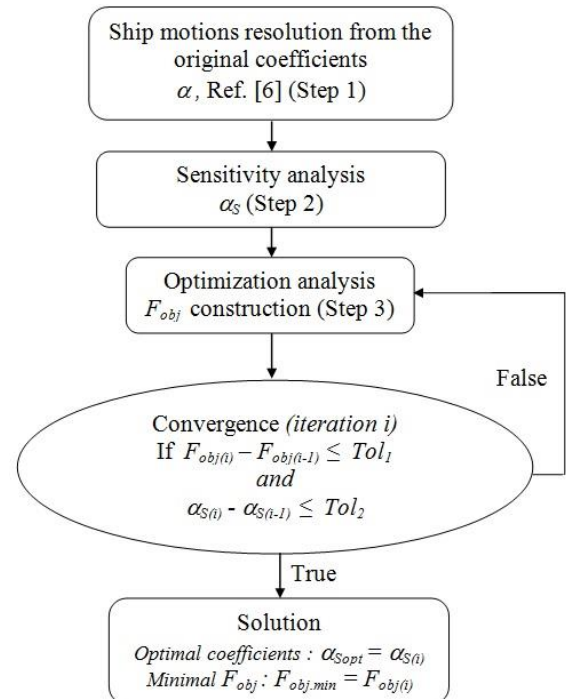 Ship motions resolution from the
original coefficients
α, Ref. [6] (Step 1)
Sensitivity analysis
αS (Step 2)
Optimization analysis
Fobj construction (Step 3)
False
Convergence (iteration i)
If Fobj(i) – Fobj(i-1) ≤ Tol1
and
αS(i) - αS(i-1) ≤ Tol2
True
Solution
Optimal coefficients : αSopt = αS(i)
Minimal Fobj : Fobj.min = Fobj(i)